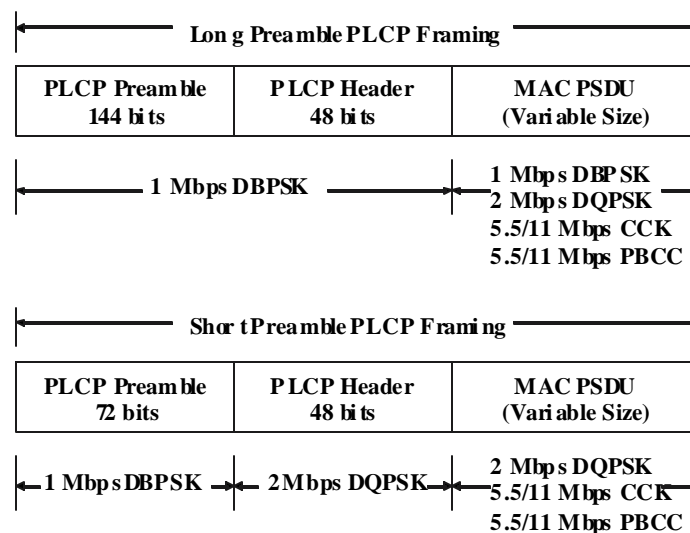 Long Preamble PLCP Framing
PLCP Preamble PLCP Header MAC PSDU
144 bits 48 bits (Variable Size)
1 Mbps DBPSK
1 Mbps DBPSK
2 Mbps DQPSK
5.5/11 Mbps CCK
5.5/11 Mbps PBCC
Short Preamble PLCP Framing
PLCP Preamble PLCP Header MAC PSDU
72 bits 48 bits (Variable Size)
1 Mbps DBPSK 2 Mbps DQPSK
2 Mbps DQPSK
5.5/11 Mbps CCK
5.5/11 Mbps PBCC